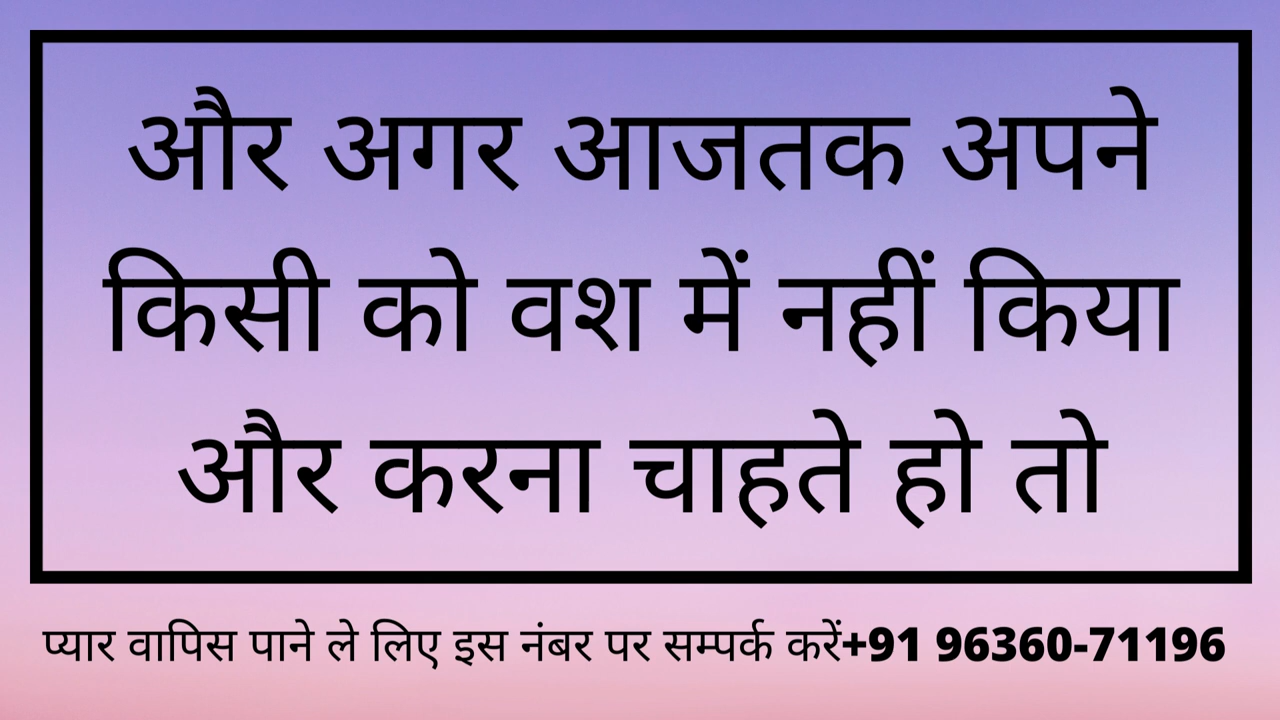 और अगर आजतक अपने
किसी को वश में नहीं किया
और करना चाहते हो तो
प्यार वापिस पाने ले लिए इस नंबर पर सम्पर्क करें+91 96360-71196